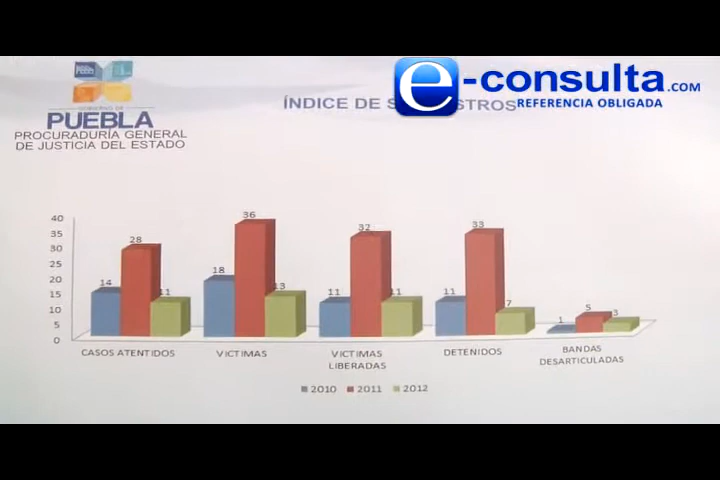 e-consulta.COM
REFERENCIA OBLIGADA
GOBIERNO DE
PUEBLA
PROCURADURÍA GENERAL
DE JUSTICIA DEL ESTADO
ÍNDICE DE S STROS
40
35
30
25
20
15
10
5
0
14 28 11
18 36 13
11 32 11
11 33 7
1 5 3
CASOS ATENTIDOS
VICTIMAS
VICTIMAS
LIBERADAS
DETENIDOS
BANDAS
DESARTICULADAS
2010 2011 2012